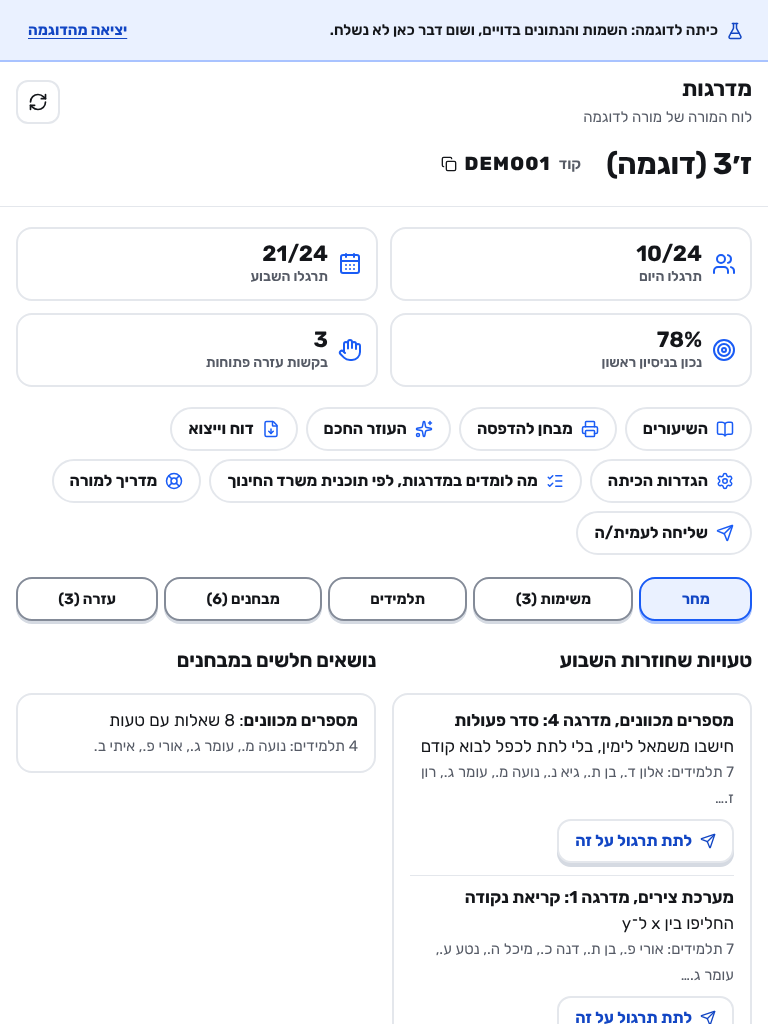 כיתה לדוגמה: השמות והנתונים בדויים, ושום דבר כאן לא נשלח.
יציאה מהדוגמה
מדרגות
לוח המורה של מורה לדוגמה
ז׳3 (דוגמה)
קוד DEMO01
10/24
תרגלו היום
21/24
תרגלו השבוע
78%
נכון בניסיון ראשון
3
בקשות עזרה פתוחות
השיעורים
מבחן להדפסה
העוזר החכם
דוח וייצוא
הגדרות הכיתה
מה לומדים במדרגות, לפי תוכנית משרד החינוך
מדריך למורה
שליחה לעמית/ה
מחר
משימות (3)
תלמידים
מבחנים (6)
עזרה (3)
טעויות שחוזרות השבוע
מספרים מכוונים, מדרגה 4: סדר פעולות
חישבו משמאל לימין, בלי לתת לכפל לבוא קודם
7 תלמידים: אלון ד., בן ת., גיא נ., נועה מ., עומר ג., רון
ז.…
לתת תרגול על זה
מערכת צירים, מדרגה 1: קריאת נקודה
החליפו בין x ל־y
7 תלמידים: אורי פ., בן ת., דנה כ., מיכל ה., נטע ע.,
עומר ג.…
לתת תרגול על זה
נושאים חלשים במבחנים
מספרים מכוונים: 8 שאלות עם טעות
4 תלמידים: נועה מ., עומר ג., אורי פ., איתי ב.